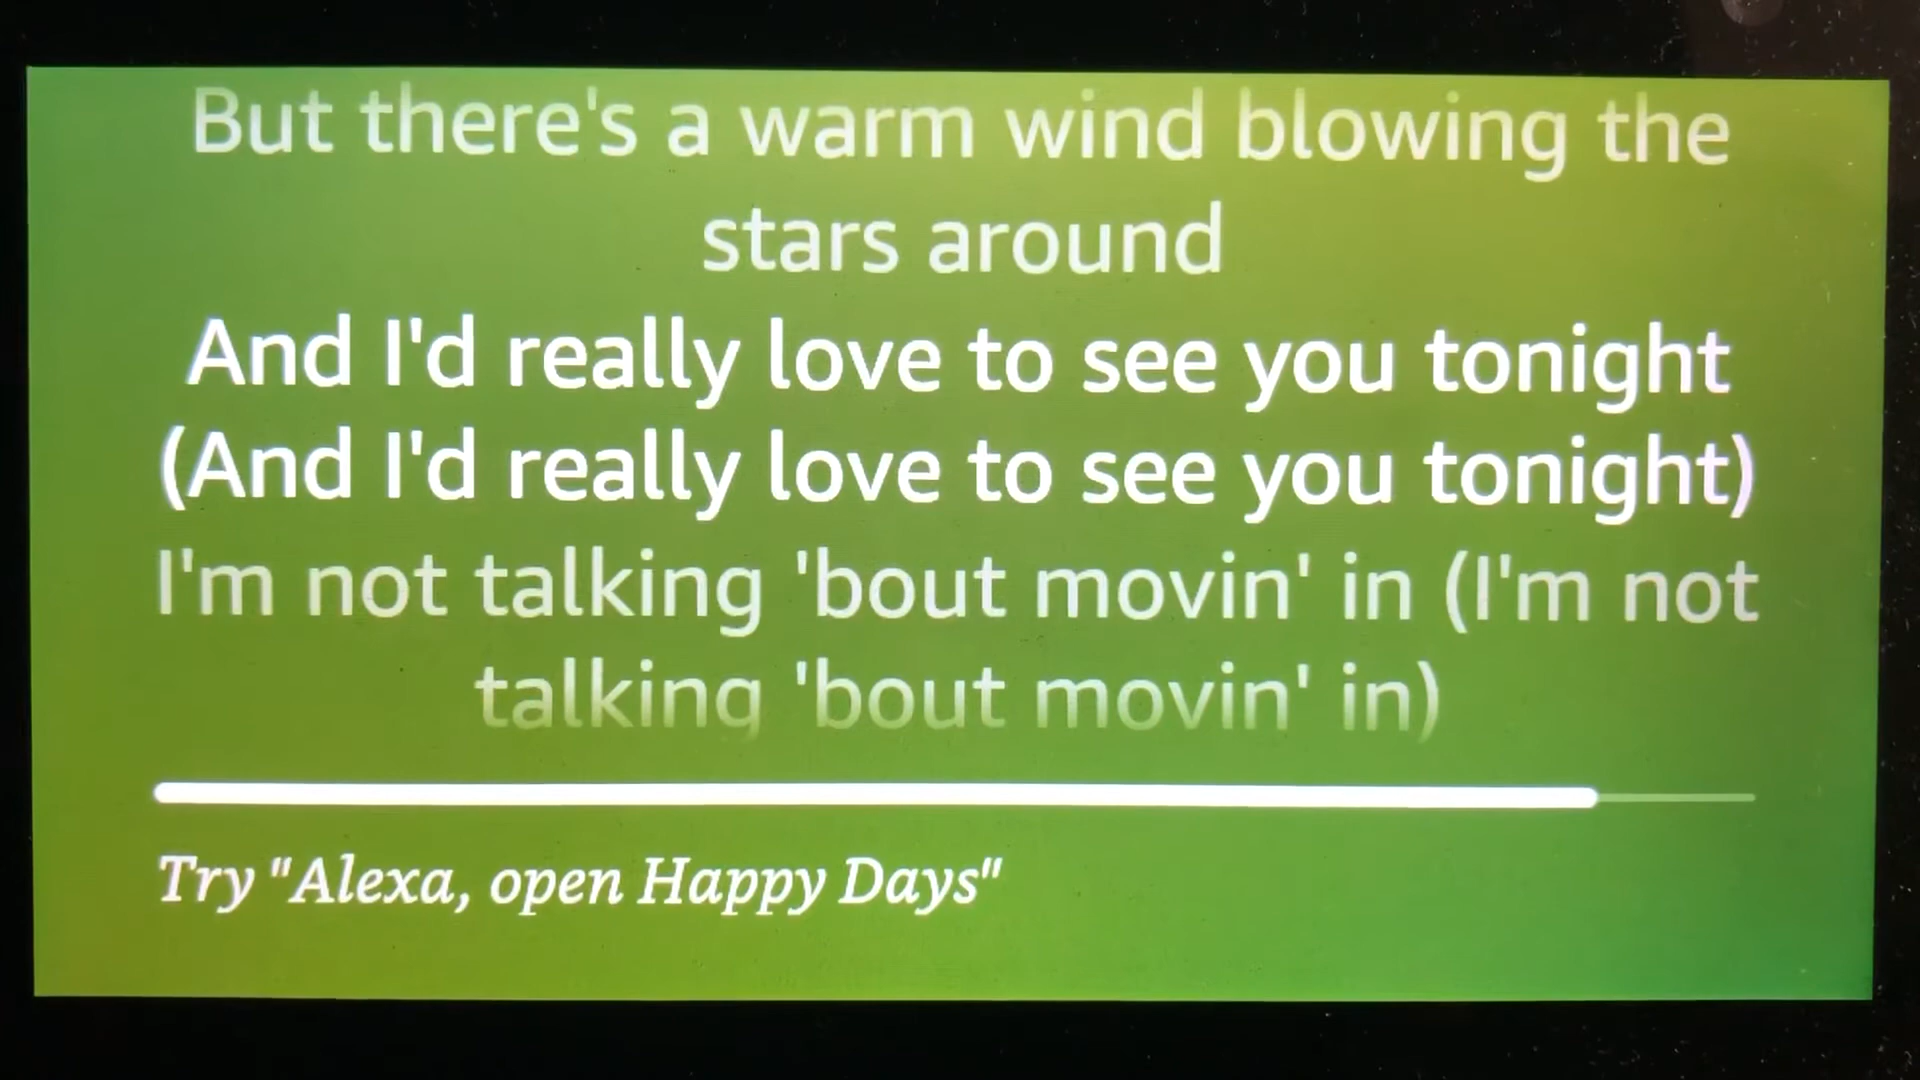 But there's a warm wind blowing the
stars around
And I'd really love to see you tonight
(And I'd really love to see you tonight)
I'm not talking 'bout movin' in (I'm not
talking 'bout movin' in)
Try "Alexa, open Happy Days"